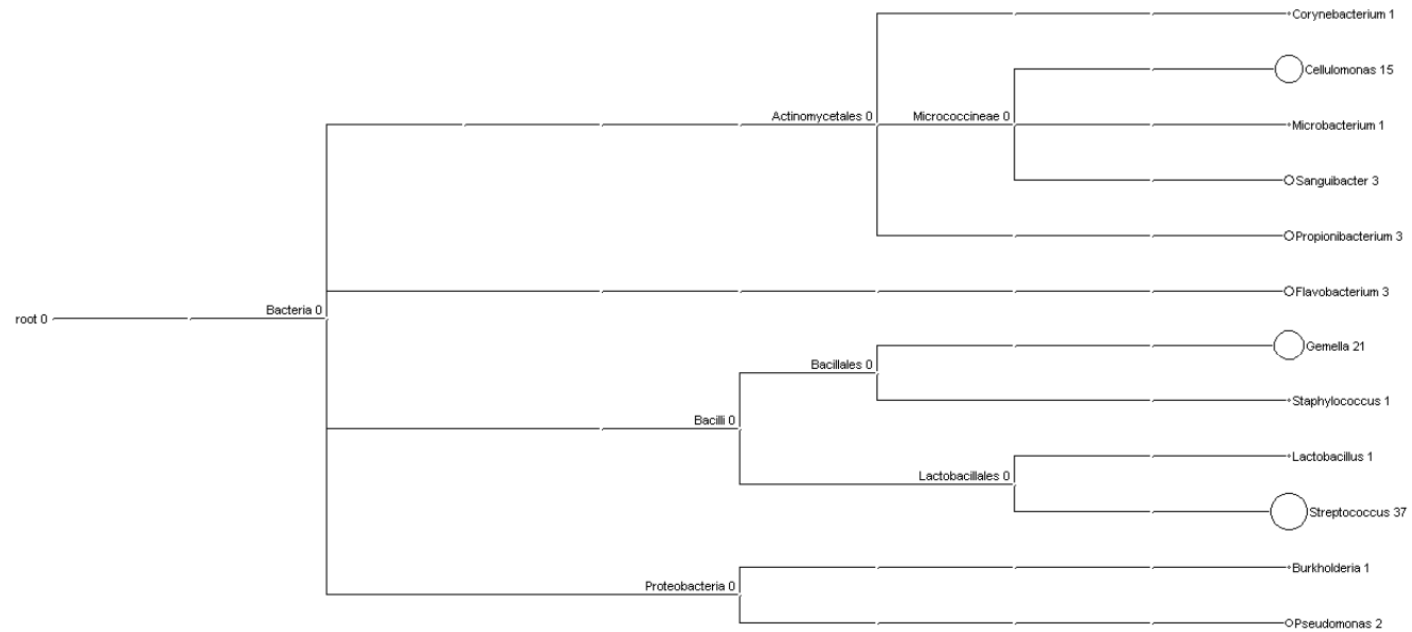 Corynebacterium 1
Cellulomonas 15
Actinomycetales 0
Micrococcineae 0
Microbacterium 1
Sanguibacter 3
Propionibacterium 3
Flavobacterium 3
Bacteria 0
root 0
Gemella 21
Bacillales 0
Staphylococcus 1
Bacilli 0
Lactobacillus 1
Lactobacillales 0
Streptococcus 37
Burkholderia 1
Proteobacteria 0
Pseudomonas 2